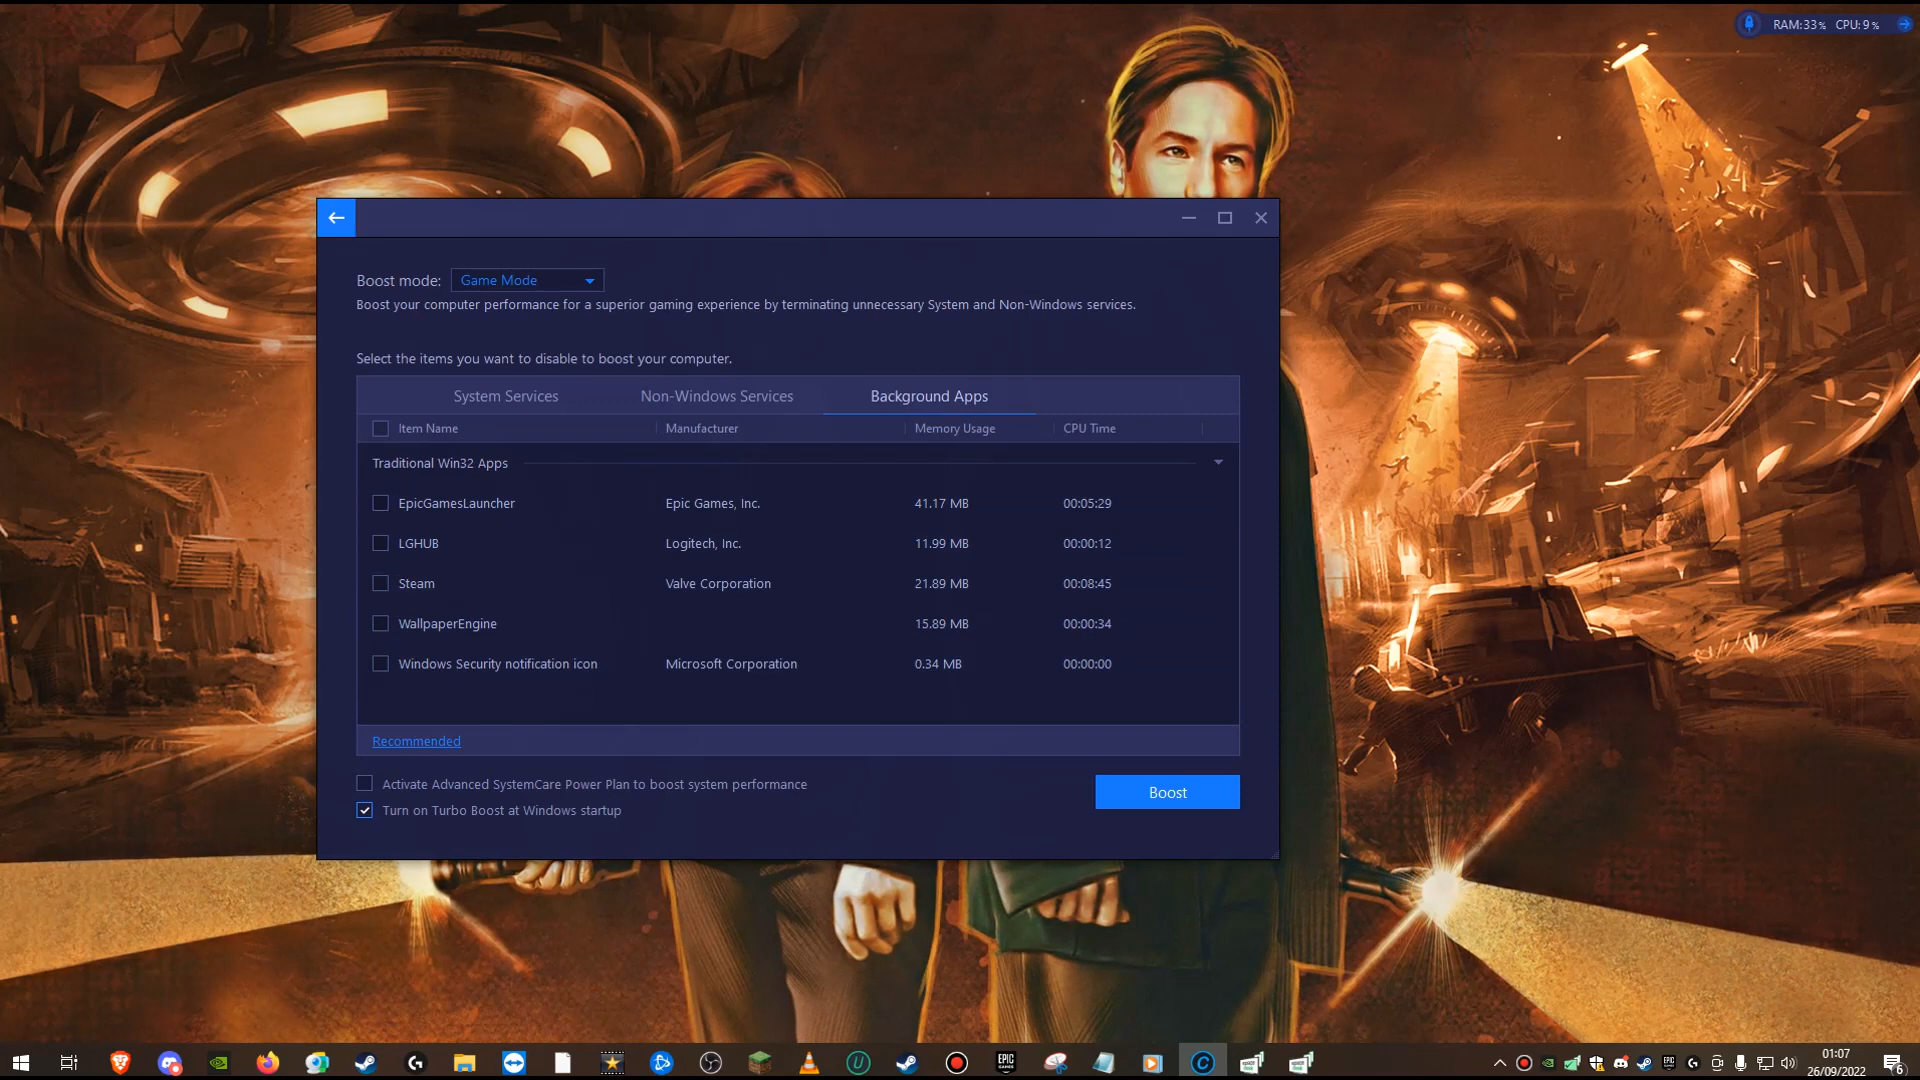 RAM:33% CPU:9%
Boost mode: Game Mode
Boost your computer performance for a superior gaming experience by terminating unnecessary System and Non-Windows services.
Select the items you want to disable to boost your computer.
System Services Non-Windows Services Background Apps
Item Name Manufacturer Memory Usage CPU Time
Traditional Win32 Apps
EpicGamesLauncher Epic Games, Inc. 41.17 MB 00:05:29
LGHUB Logitech, Inc. 11.99 MB 00:00:12
Steam Valve Corporation 21.89 MB 00:08:45
WallpaperEngine 15.89 MB 00:00:34
Windows Security notification icon Microsoft Corporation 0.34 MB 00:00:00
Recommended
Activate Advanced SystemCare Power Plan to boost system performance
Boost
Turn on Turbo Boost at Windows startup
EPIC GAMES
01:07
26/09/2022
6